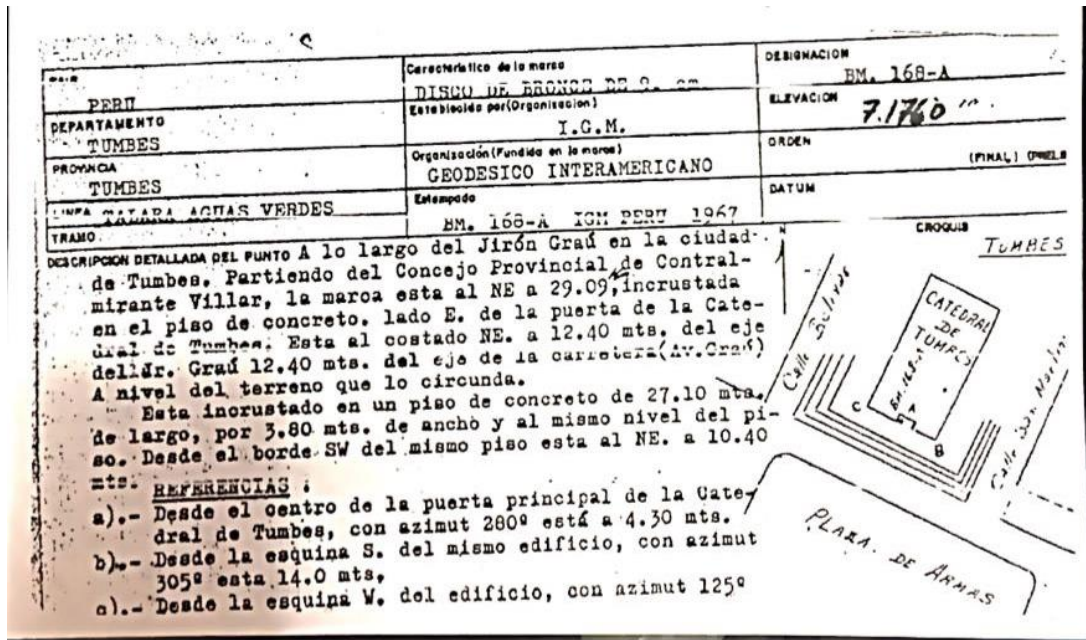 PAIS
PERU
Característica de la marca
DISCO DE BRONCE DE 9. cm.
DESIGNACION
BM. 168-A
DEPARTAMENTO
TUMBES
Establecida por(Organizacion)
I.G.M.
ELEVACION
7.1760 m.
PROVINCIA
TUMBES
Organización(Fundida en la marca)
GEODESICO INTERAMERICANO
ORDEN
(FINAL)
LINEA AGUAS VERDES
TRAMO
Estampado
BM. 168-A IGM PERU 1967
DATUM
DESCRIPCION DETALLADA DEL PUNTO A lo largo del Jirón Graú en la ciudad
de Tumbes. Partiendo del Concejo Provincial de Contral-
mirante Villar, la marca esta al NE a 29.09, incrustada
en el piso de concreto. lado E. de la puerta de la Cate-
dral de Tumbes. Esta al costado NE. a 12.40 mts. del eje
delIJr. Graú 12.40 mts. del eje de la carretera(Av.Graú)
A nivel del terreno que lo circunda.
Esta incrustado en un piso de concreto de 27.10 mts.
de largo, por 3.80 mts. de ancho y al mismo nivel del pi-
so. Desde el borde SW del mismo piso esta al NE. a 10.40
mts.
REFERENCIAS :
a).- Desde el centro de la puerta principal de la Cate-
dral de Tumbes, con azimut 280º está a 4.30 mts.
b).- Desde la esquina S. del mismo edificio, con azimut
305º esta 14.0 mts,
c).- Desde la esquina W. del edificio, con azimut 125º
CROQUIS
N
TUMBES
Calle Bolivar
CATEDRAL
DE
TUMBES
BM. 168-A
A
C
B
Calle San Martin
PLAZA. DE ARMAS